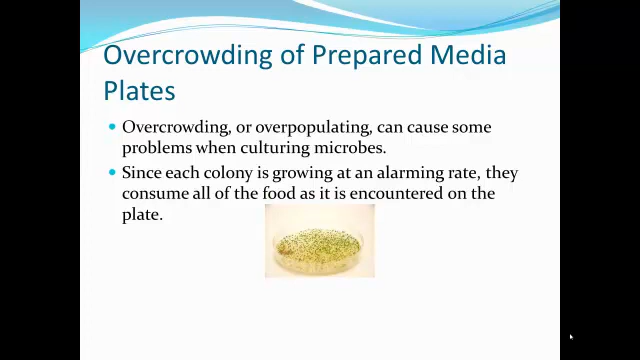 Overcrowding of Prepared Media
Plates
Overcrowding, or overpopulating, can cause some
problems when culturing microbes.
Since each colony is growing at an alarming rate, they
consume all of the food as it is encountered on the
plate.